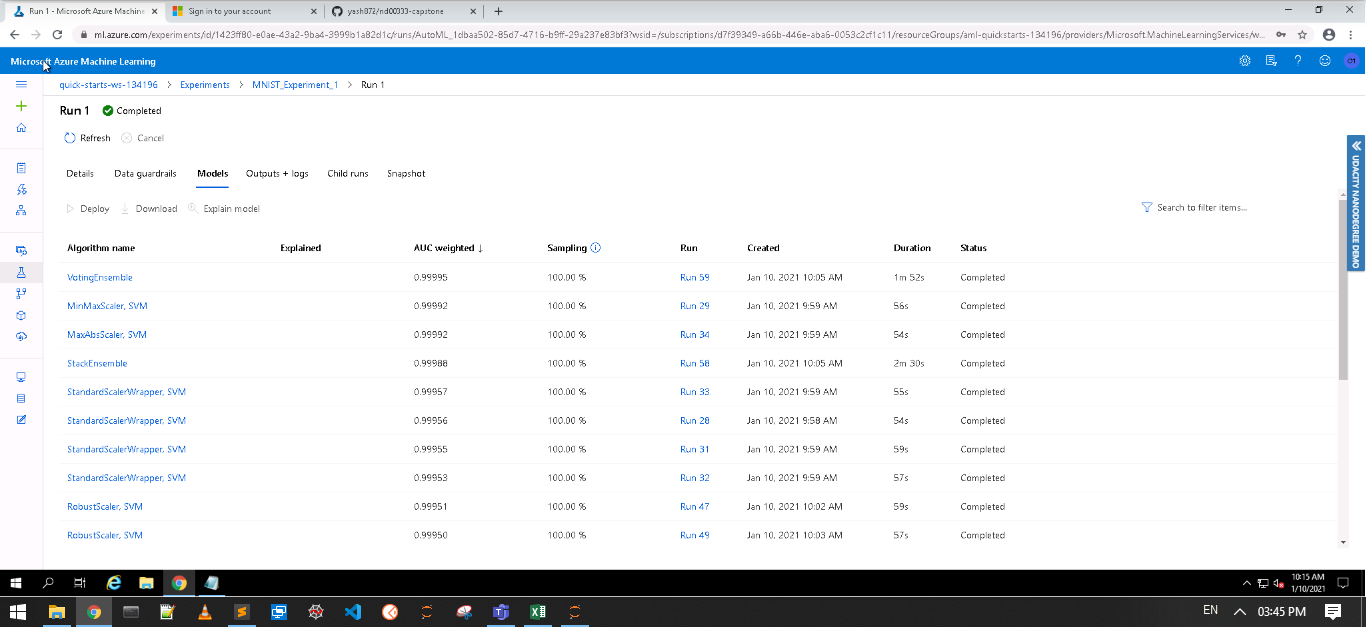 Run 1 - Microsoft Azure Machine
Sign in to your account
yash872/nd00333-capstone
ml.azure.com/experiments/id/1423ff80-e0ae-43a2-9ba4-3999b1a82d1c/runs/AutoML_1dbaa502-85d7-4716-b9ff-29a237e83bf3?wsid=/subscriptions/d7f39349-a66b-446e-aba6-0053c2cf1c11/resourceGroups/aml-quickstarts-134196/providers/Microsoft.MachineLearningServices/w...
Microsoft Azure Machine Learning
O1
quick-starts-ws-134196 > Experiments > MNIST_Experiment_1 > Run 1
Run 1 Completed
Refresh Cancel
Details Data guardrails Models Outputs + logs Child runs Snapshot
Deploy Download Explain model Search to filter items...
UDACITY NANODEGREE DEMO
Algorithm name Explained AUC weighted ↓ Sampling Run Created Duration Status
VotingEnsemble 0.99995 100.00 % Run 59 Jan 10, 2021 10:05 AM 1m 52s Completed
MinMaxScaler, SVM 0.99992 100.00 % Run 29 Jan 10, 2021 9:59 AM 56s Completed
MaxAbsScaler, SVM 0.99992 100.00 % Run 34 Jan 10, 2021 9:59 AM 54s Completed
StackEnsemble 0.99988 100.00 % Run 58 Jan 10, 2021 10:05 AM 2m 30s Completed
StandardScalerWrapper, SVM 0.99957 100.00 % Run 33 Jan 10, 2021 9:59 AM 55s Completed
StandardScalerWrapper, SVM 0.99956 100.00 % Run 28 Jan 10, 2021 9:58 AM 54s Completed
StandardScalerWrapper, SVM 0.99955 100.00 % Run 31 Jan 10, 2021 9:59 AM 59s Completed
StandardScalerWrapper, SVM 0.99953 100.00 % Run 32 Jan 10, 2021 9:59 AM 57s Completed
RobustScaler, SVM 0.99951 100.00 % Run 47 Jan 10, 2021 10:02 AM 59s Completed
RobustScaler, SVM 0.99950 100.00 % Run 49 Jan 10, 2021 10:03 AM 57s Completed
10:15 AM
1/10/2021
EN 03:45 PM